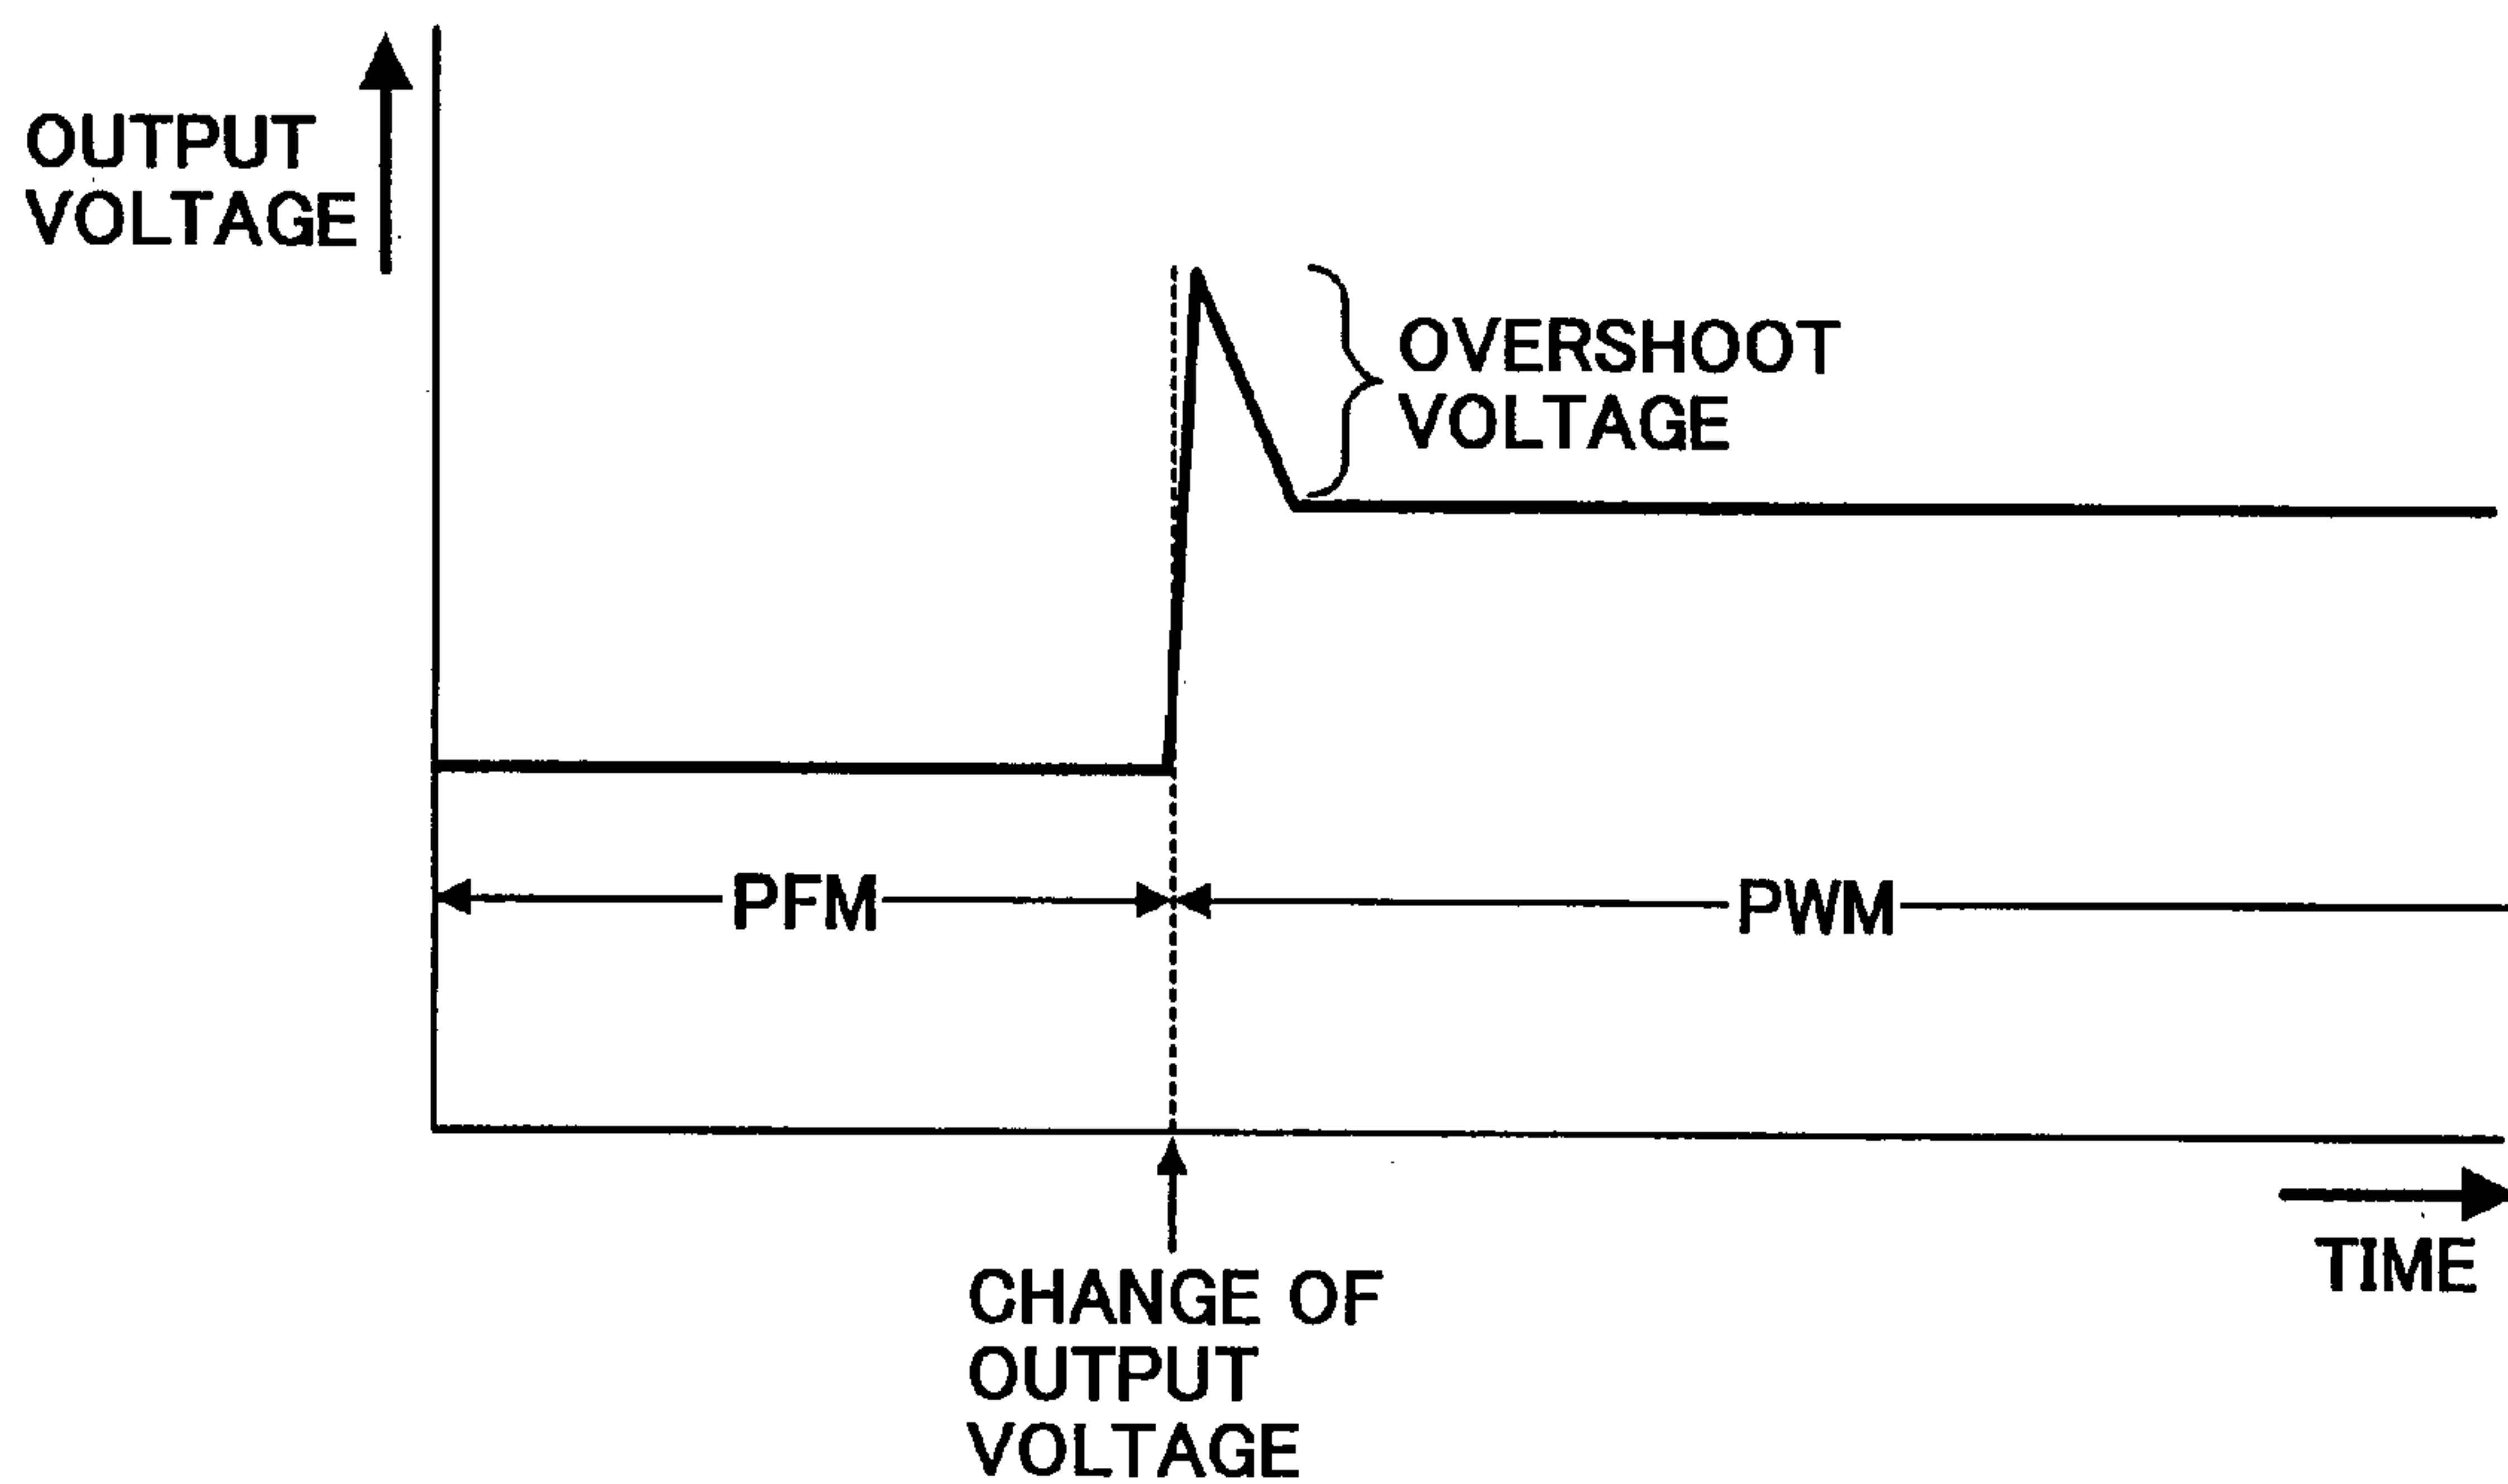 OUTPUT
VOLTAGE
OVERSHOOT
VOLTAGE
PFM
PWM
TIME
CHANGE OF
OUTPUT
VOLTAGE